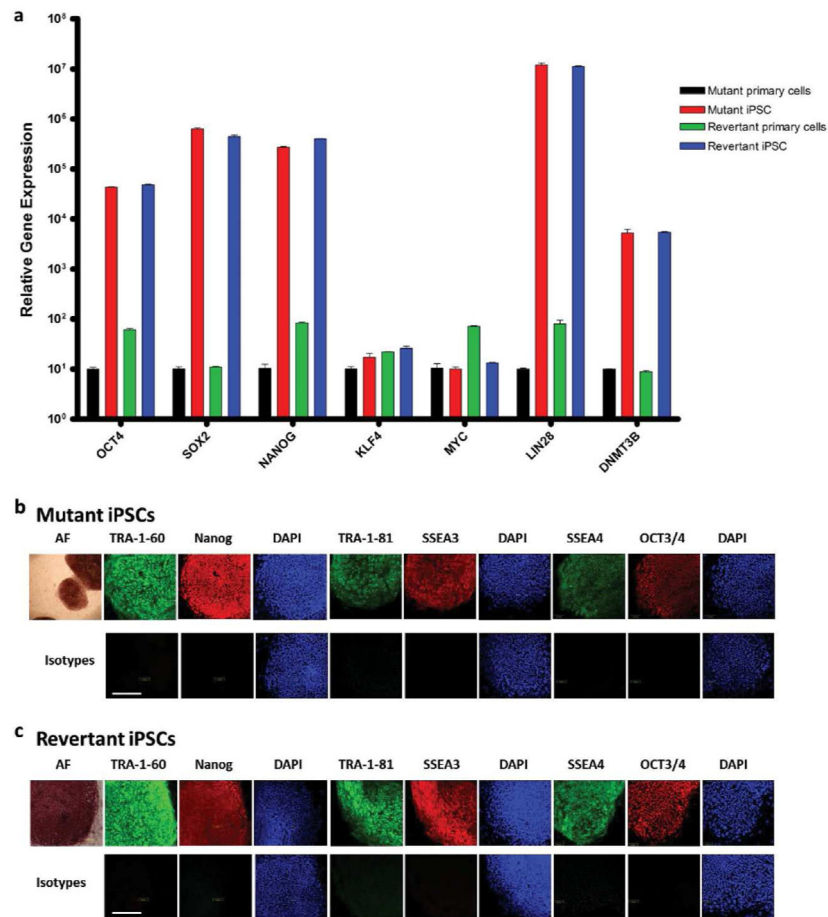 a
10⁸
10⁷
10⁶
10⁵
10⁴
10³
10²
10¹
10⁰
Relative Gene Expression
OCT4
SOX2
NANOG
KLF4
MYC
LIN28
DNMT3B
Mutant primary cells
Mutant iPSC
Revertant primary cells
Revertant iPSC
b Mutant iPSCs
AF TRA-1-60 Nanog DAPI TRA-1-81 SSEA3 DAPI SSEA4 OCT3/4 DAPI
Isotypes
c Revertant iPSCs
AF TRA-1-60 Nanog DAPI TRA-1-81 SSEA3 DAPI SSEA4 OCT3/4 DAPI
Isotypes